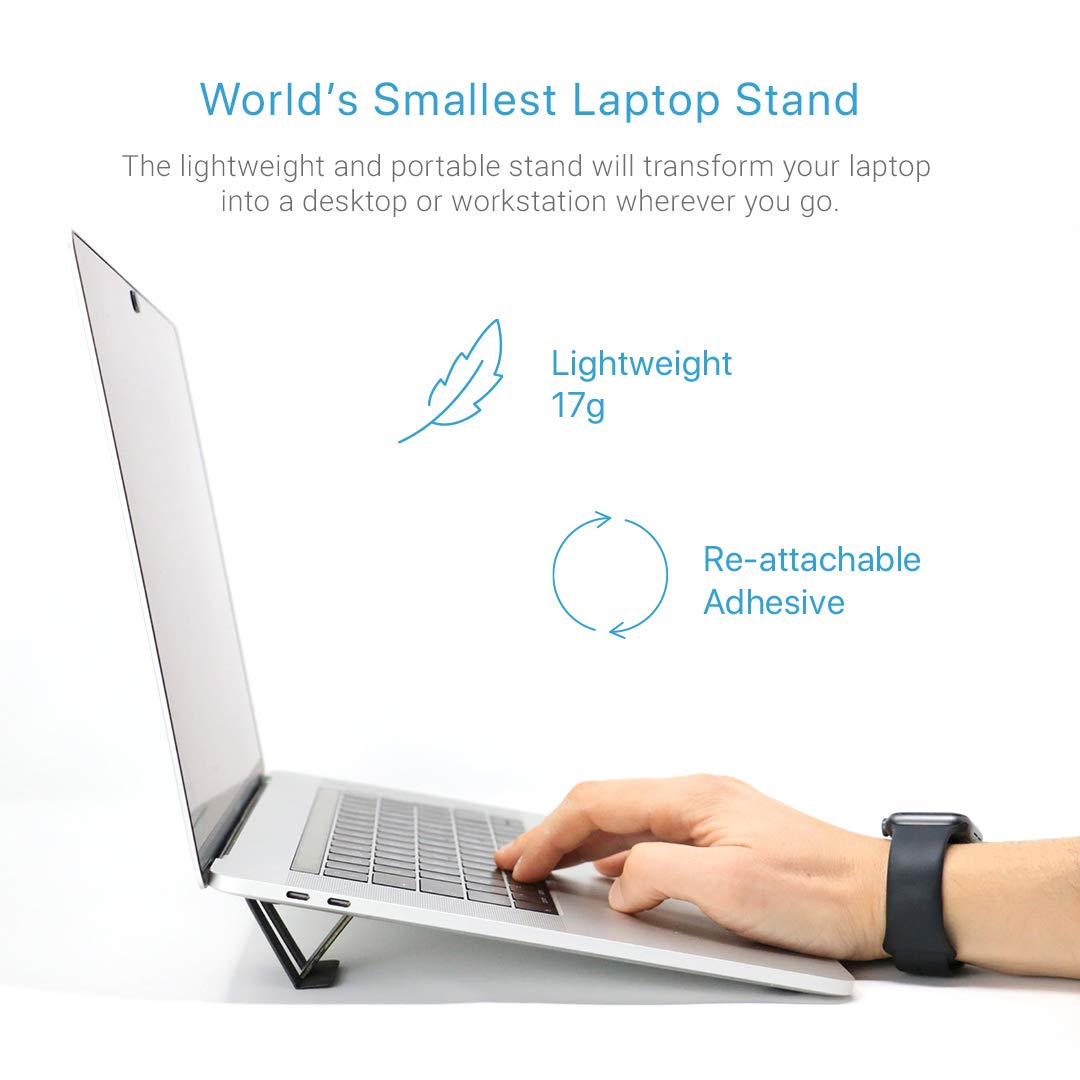 World's Smallest Laptop Stand
The lightweight and portable stand will transform your laptop
into a desktop or workstation wherever you go.
Lightweight
17g
Re-attachable
Adhesive